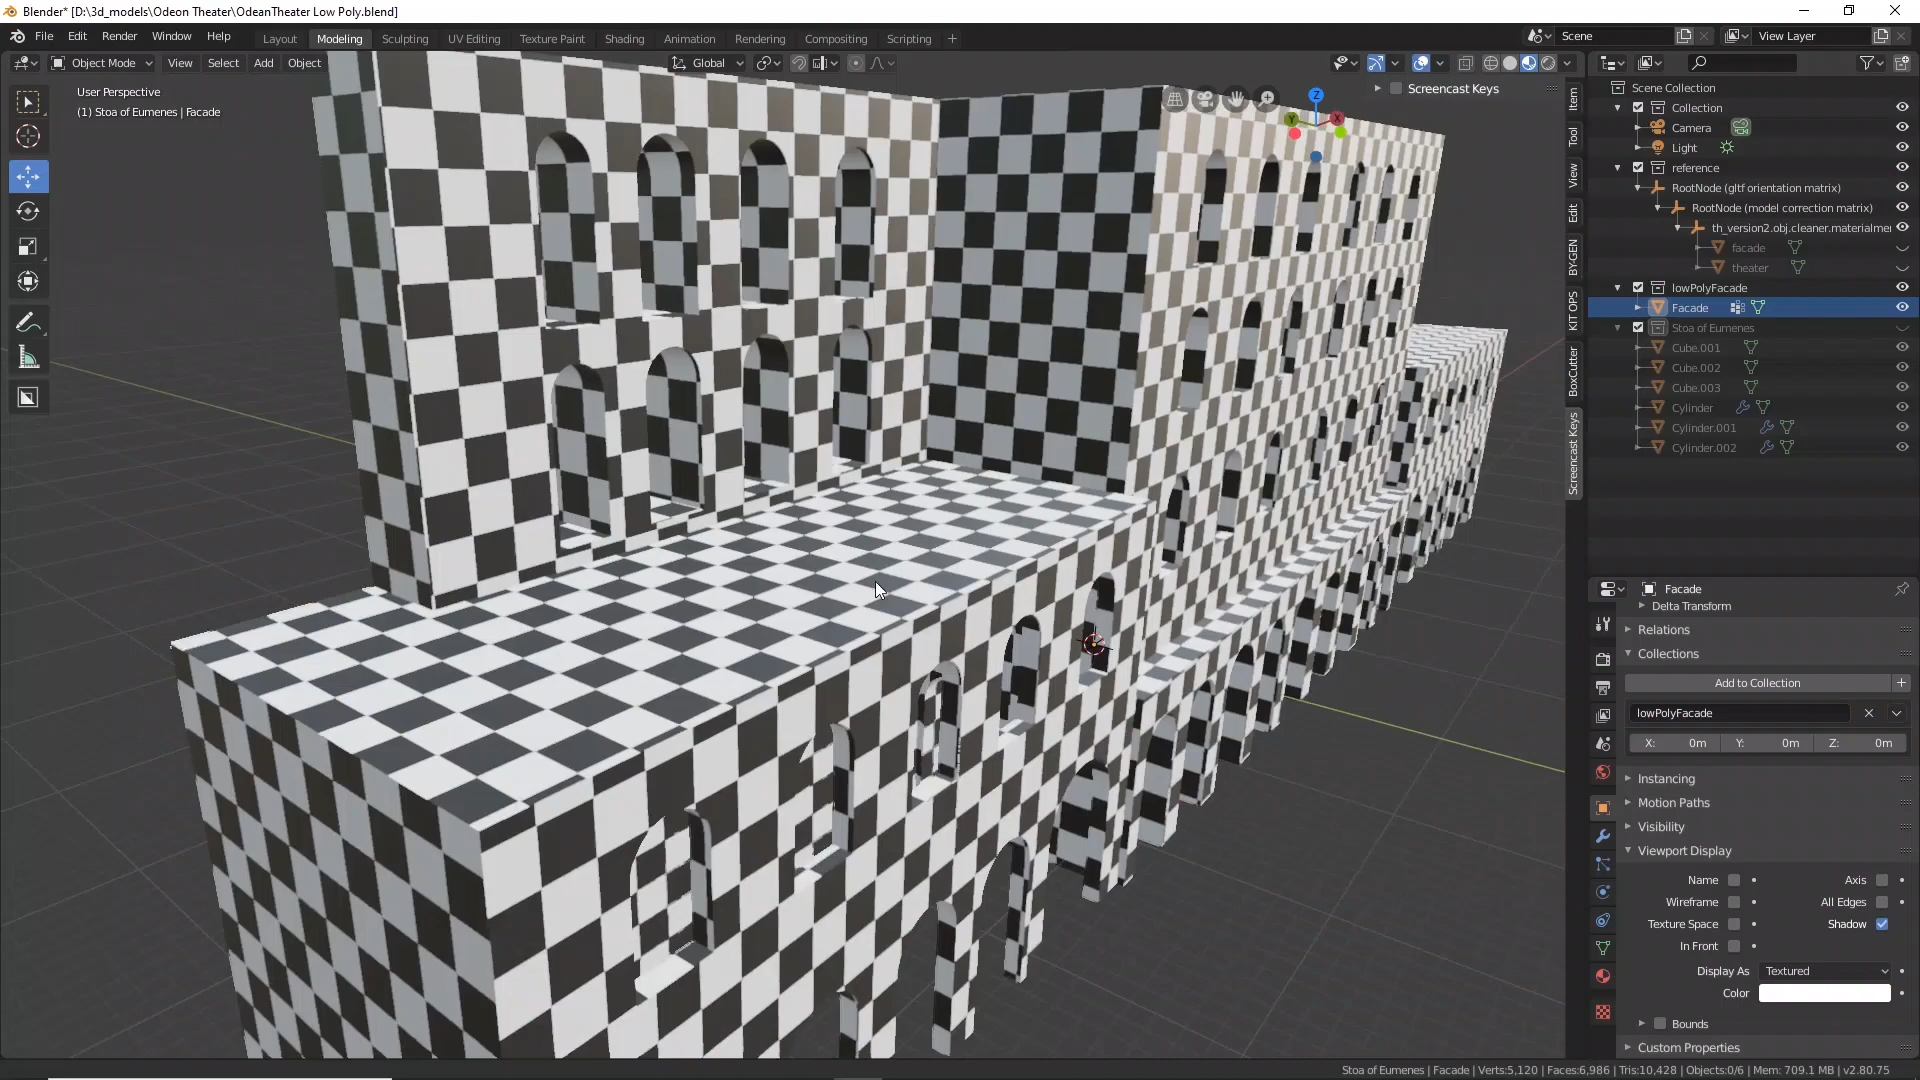 Blender* [D:\3d_models\Odeon Theater\OdeanTheater Low Poly.blend]
File Edit Render Window Help
Layout Modeling Sculpting UV Editing Texture Paint Shading Animation Rendering Compositing Scripting +
Scene
View Layer
Object Mode View Select Add Object
Global
User Perspective
(1) Stoa of Eumenes | Facade
Screencast Keys
Z
Y
X
Item
Tool
View
Edit
BY-GEN
KIT OPS
BoxCutter
Screencast Keys
Scene Collection
Collection
Camera
Light
reference
RootNode (gltf orientation matrix)
RootNode (model correction matrix)
th_version2.obj.cleaner.materialmer
facade
theater
lowPolyFacade
Facade
Stoa of Eumenes
Cube.001
Cube.002
Cube.003
Cylinder
Cylinder.001
Cylinder.002
Facade
Delta Transform
Relations
Collections
Add to Collection
lowPolyFacade
X: 0m Y: 0m Z: 0m
Instancing
Motion Paths
Visibility
Viewport Display
Name Axis
Wireframe All Edges
Texture Space Shadow
In Front
Display As Textured
Color
Bounds
Custom Properties
Stoa of Eumenes | Facade | Verts:5,120 | Faces:6,986 | Tris:10,428 | Objects:0/6 | Mem: 709.1 MB | v2.80.75